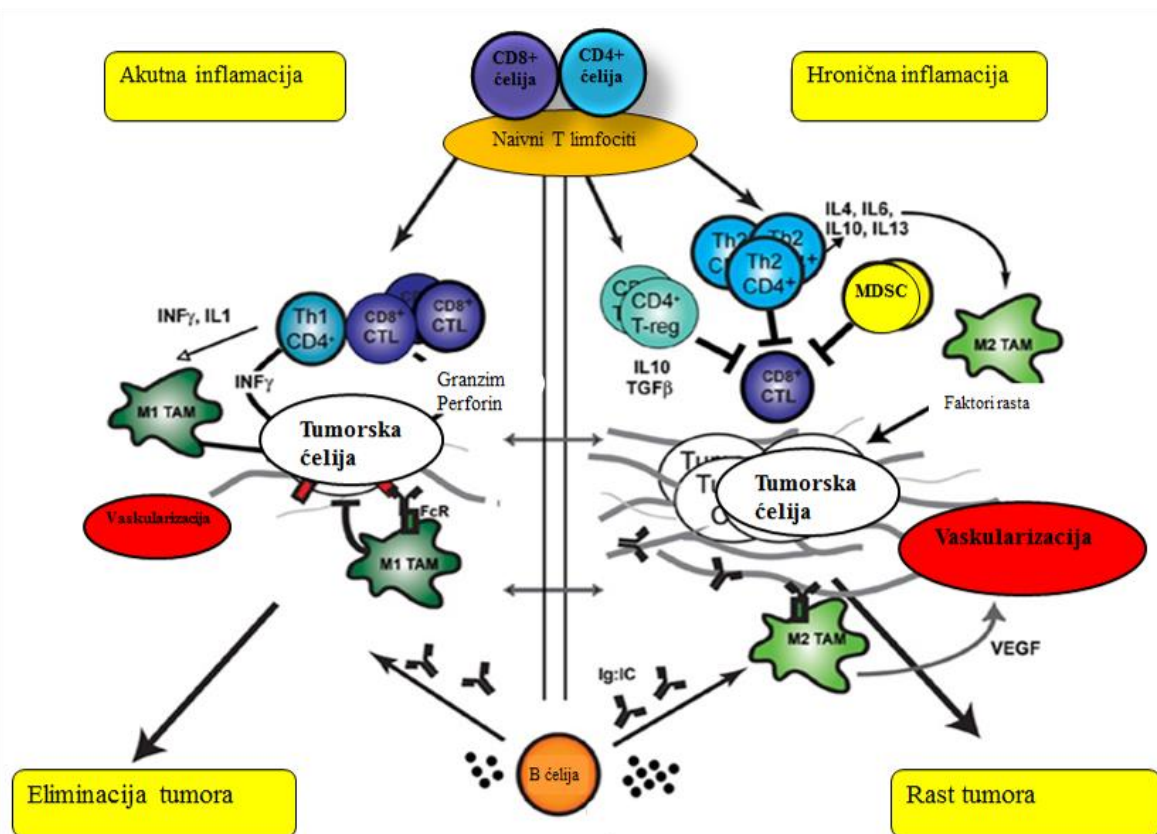 Akutna inflamacija
CD8+
ćelija
CD4+
ćelija
Hronična inflamacija
Naivni T limfociti
INFγ, IL1
Th1
CD4+
CD8+
CTL
CD8+
CTL
INFγ
Granzim
Perforin
M1 TAM
Tumorska
ćelija
Vaskularizacija
FcR
M1 TAM
IL4, IL6,
IL10, IL13
Th2
Th2
Th2
CD4+
MDSC
CD4+
T-reg
IL10
TGFβ
CD8+
CTL
M2 TAM
Faktori rasta
Tumorska
ćelija
Vaskularizacija
M2 TAM
VEGF
Ig:IC
B ćelija
Eliminacija tumora
Rast tumora